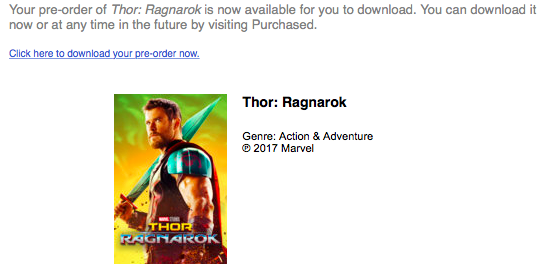 Your pre-order of Thor: Ragnarok is now available for you to download. You can download it
now or at any time in the future by visiting Purchased.
Click here to download your pre-order now.
Thor: Ragnarok
Genre: Action & Adventure
℗ 2017 Marvel
MARVEL STUDIOS
THOR
RAGNAROK